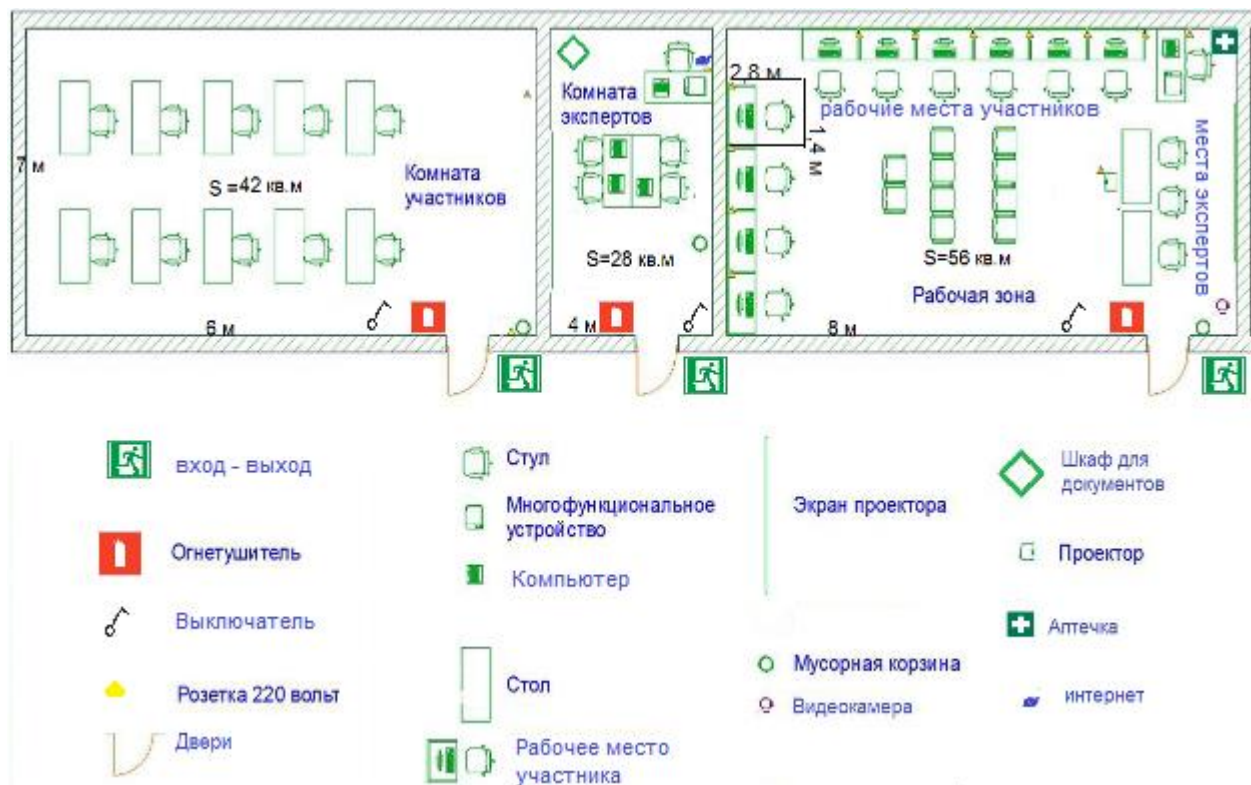 2,8 м
Комната
экспертов
рабочие места участников
1,4 м
места экспертов
7 м
S =42 кв.м
Комната
участников
S=28 кв.м
S=56 кв.м
Рабочая зона
6 м
4 м
8 м
вход - выход
Стул
Шкаф для
документов
Многофункциональное
устройство
Экран проектора
Огнетушитель
Проектор
Компьютер
Выключатель
Аптечка
Мусорная корзина
Розетка 220 вольт
Стол
Видеокамера
интернет
Двери
Рабочее место
участника